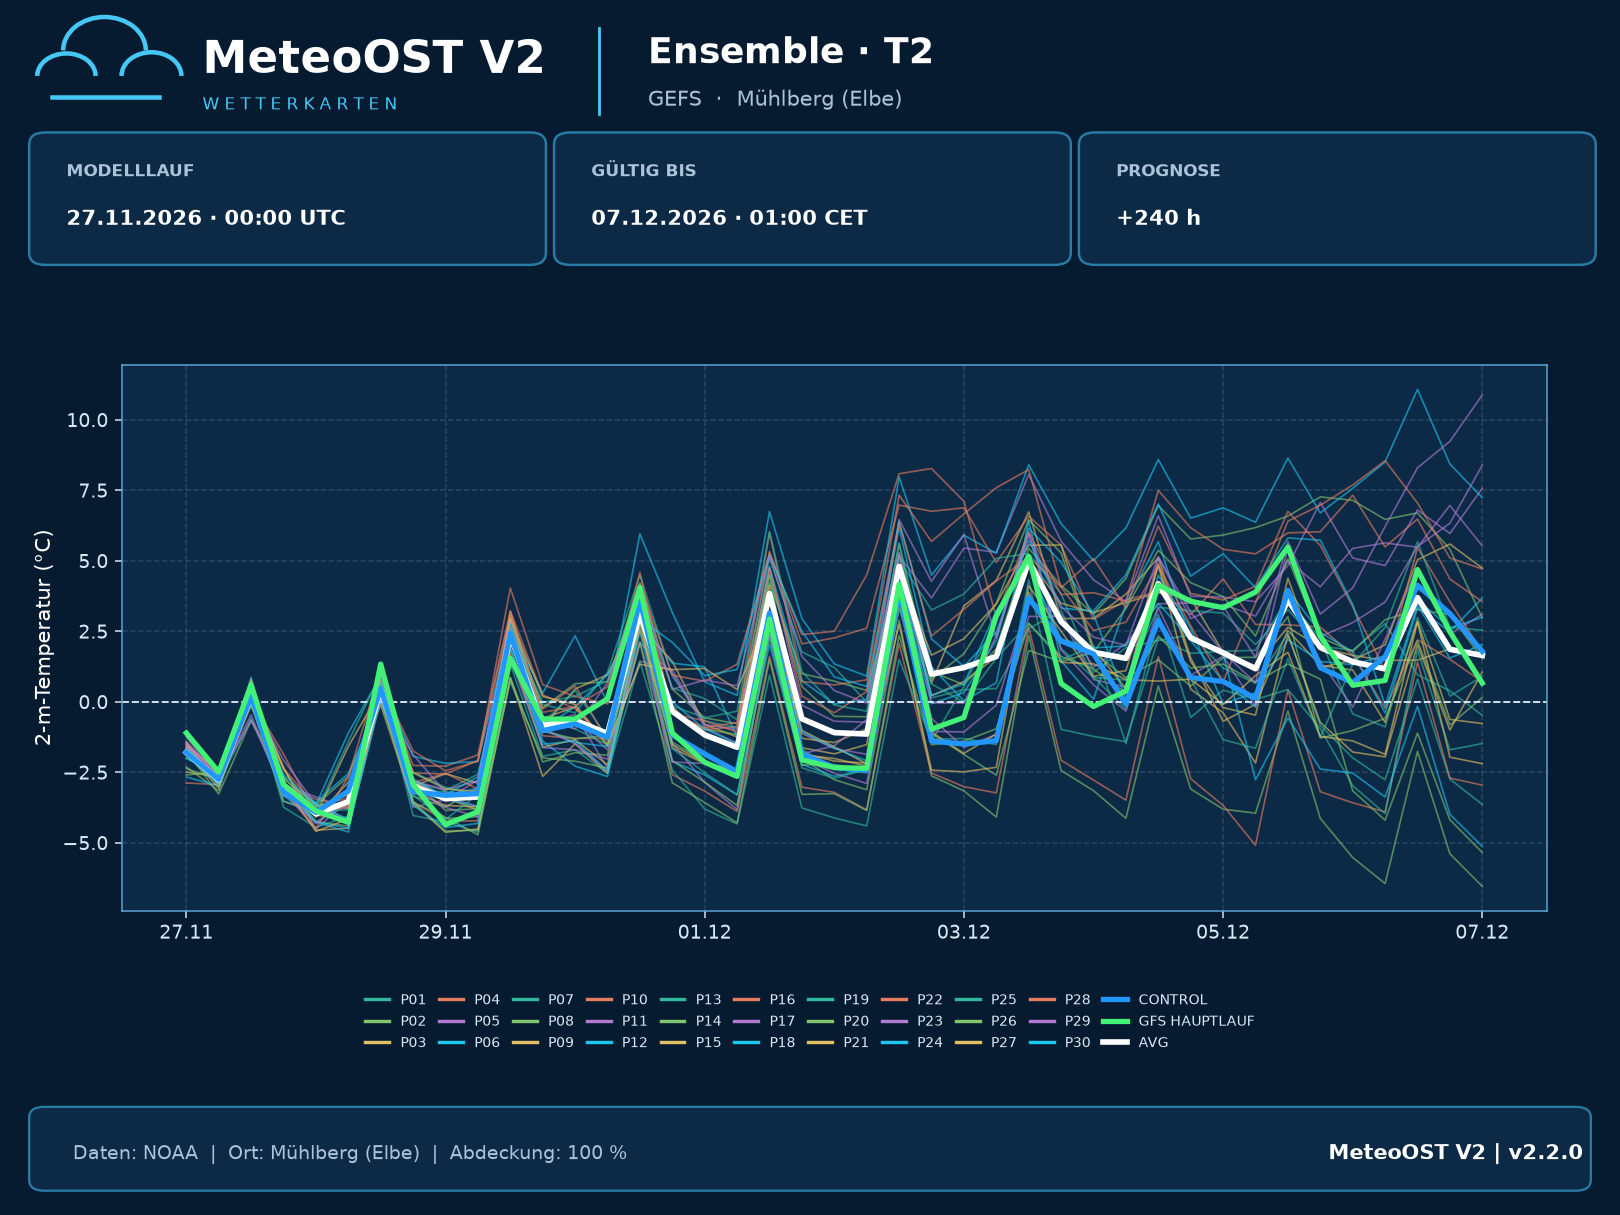 MeteoOST V2
WETTERKARTEN
Ensemble · T2
GEFS · Mühlberg (Elbe)
MODELLLAUF
27.11.2026 · 00:00 UTC
GÜLTIG BIS
07.12.2026 · 01:00 CET
PROGNOSE
+240 h
2-m-Temperatur (°C)
10.0
7.5
5.0
2.5
0.0
−2.5
−5.0
27.11 29.11 01.12 03.12 05.12 07.12
P01 P04 P07 P10 P13 P16 P19 P22 P25 P28 CONTROL
P02 P05 P08 P11 P14 P17 P20 P23 P26 P29 GFS HAUPTLAUF
P03 P06 P09 P12 P15 P18 P21 P24 P27 P30 AVG
Daten: NOAA | Ort: Mühlberg (Elbe) | Abdeckung: 100 %
MeteoOST V2 | v2.2.0